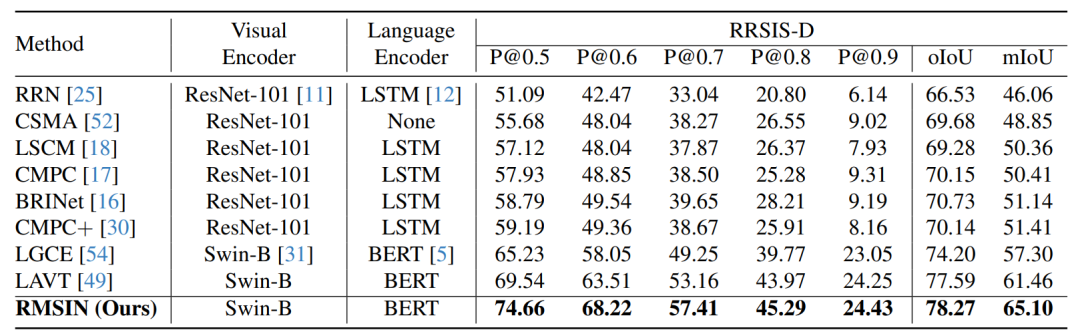 Method Visual Encoder Language Encoder RRSIS-D
P@0.5 P@0.6 P@0.7 P@0.8 P@0.9 oIoU mIoU
RRN [25] ResNet-101 [11] LSTM [12] 51.09 42.47 33.04 20.80 6.14 66.53 46.06
CSMA [52] ResNet-101 None 55.68 48.04 38.27 26.55 9.02 69.68 48.85
LSCM [18] ResNet-101 LSTM 57.12 48.04 37.87 26.37 7.93 69.28 50.36
CMPC [17] ResNet-101 LSTM 57.93 48.85 38.50 25.28 9.31 70.15 50.41
BRINet [16] ResNet-101 LSTM 58.79 49.54 39.65 28.21 9.19 70.73 51.14
CMPC+ [30] ResNet-101 LSTM 59.19 49.36 38.67 25.91 8.16 70.14 51.41
LGCE [54] Swin-B [31] BERT [5] 65.23 58.05 49.25 39.77 23.05 74.20 57.30
LAVT [49] Swin-B BERT 69.54 63.51 53.16 43.97 24.25 77.59 61.46
RMSIN (Ours) Swin-B BERT 74.66 68.22 57.41 45.29 24.43 78.27 65.10